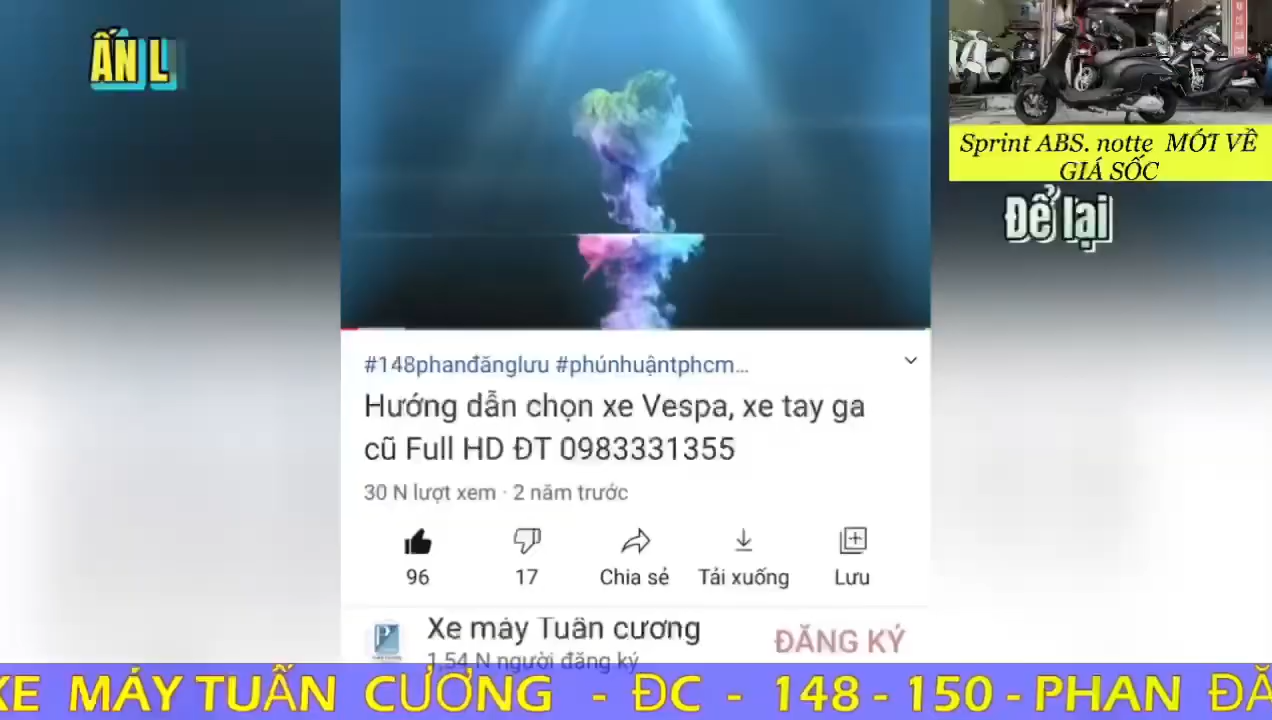 ẤN L
Sprint ABS. notte MỚI VỀ
GIÁ SỐC
Để lại
#148phanđănglưu #phúnhuậntphcm...
Hướng dẫn chọn xe Vespa, xe tay ga
cũ Full HD ĐT 0983331355
30 N lượt xem · 2 năm trước
96
17
Chia sẻ
Tải xuống
Lưu
Xe máy Tuân cương
ĐĂNG KÝ
1,54 N người đăng ký
XE MÁY TUẤN CƯƠNG - ĐC - 148 - 150 - PHAN ĐĂ